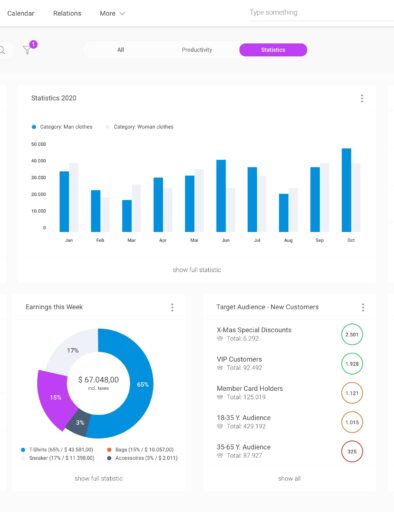 Calendar Relations More Type something
1
All Productivity Statistics
Statistics 2020
Category: Man clothes Category: Woman clothes
50.000
40.000
30.000
20.000
10.000
0
Jan Feb Mar Apr Mai Jun Jul Aug Sep Oct
show full statistic
Earnings this Week
17%
$ 67.048,00
incl. taxes
65%
15%
3%
T-Shirts (65% / $ 43 581,00) Bags (15% / $ 10.057,00)
Sneaker (17% / $ 11 398.00) Accessoires (3% / $ 2.011)
show full statistic
Target Audience - New Customers
X-Mas Special Discounts
Total: 6.292
2.501
VIP Customers
Total: 92.492
1.928
Member Card Holders
Total: 125.019
1.121
18-35 Y. Audience
Total: 429.192
1.015
35-65 Y. Audience
Total: 87.927
325
show all